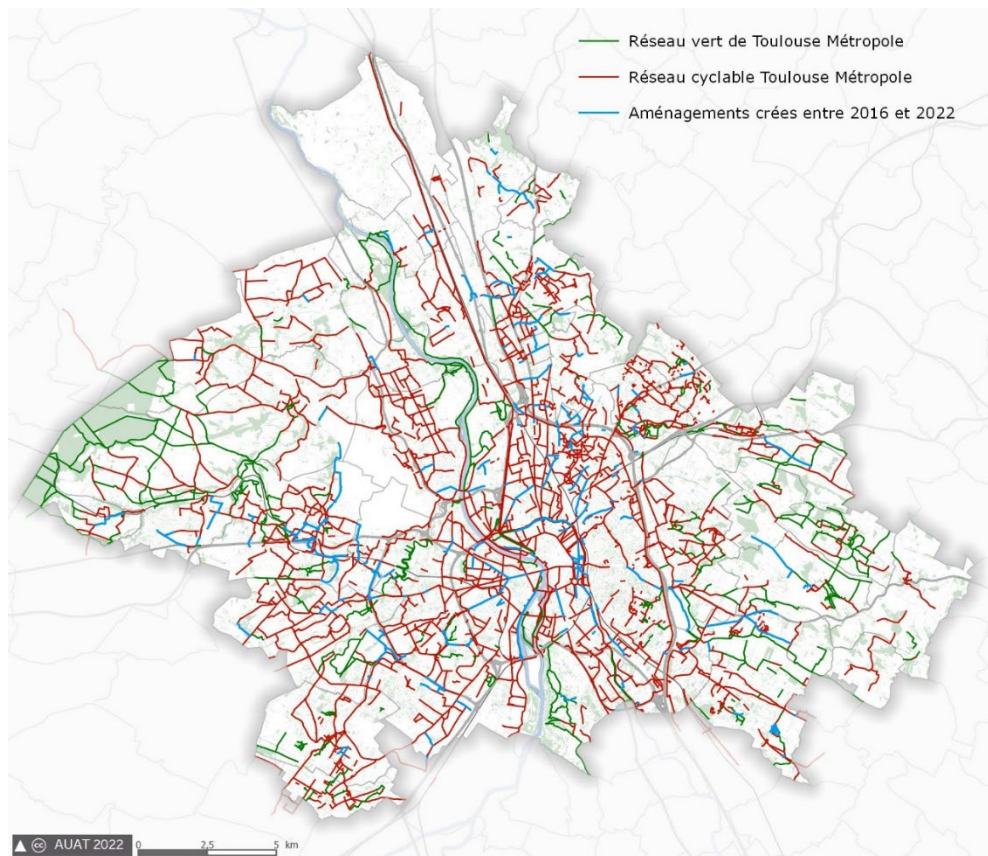 Réseau vert de Toulouse Métropole
Réseau cyclable Toulouse Métropole
Aménagements crées entre 2016 et 2022
cc AUAT 2022
0 2,5 5 km